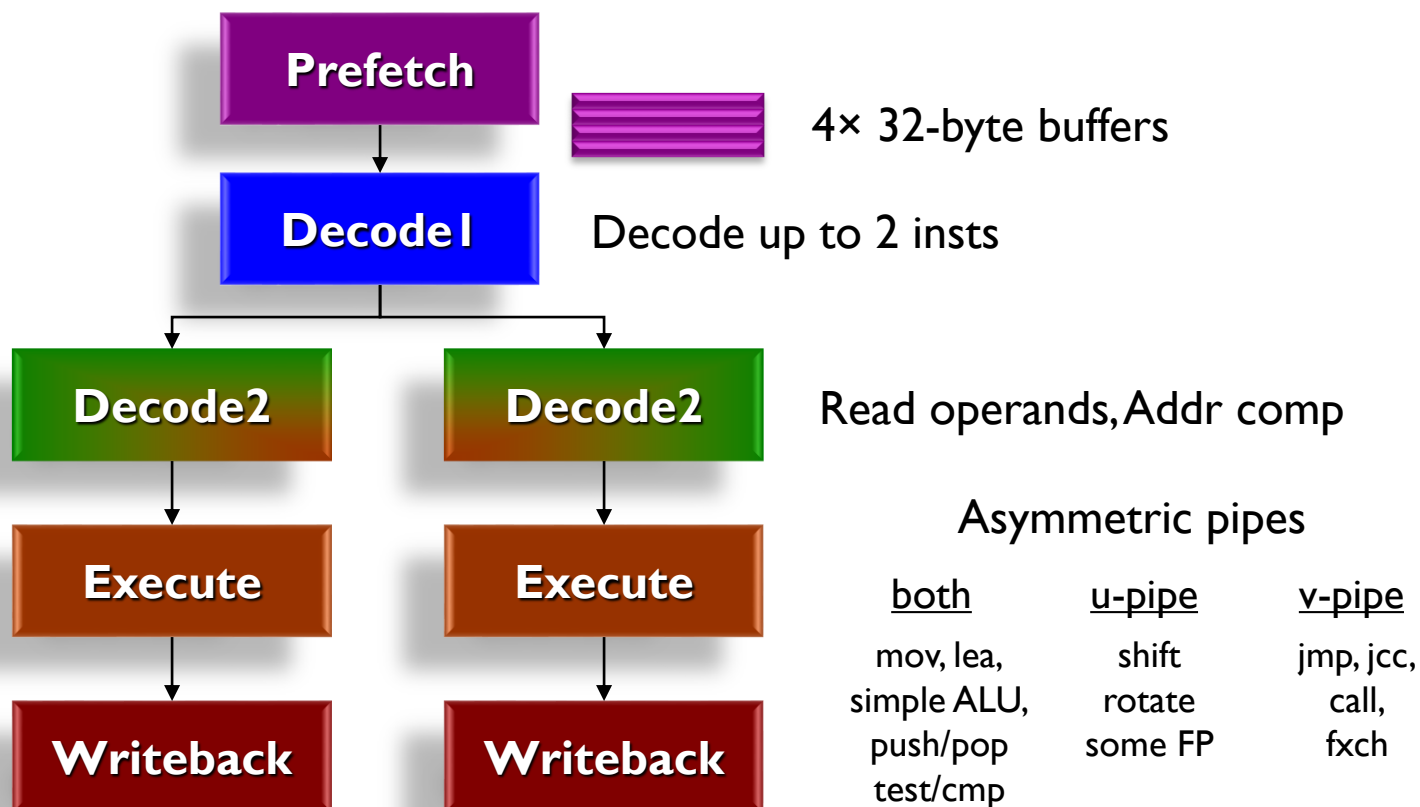 Prefetch
4× 32-byte buffers
Decode1
Decode up to 2 insts
Decode2
Decode2
Read operands, Addr comp
Asymmetric pipes
Execute
Execute
both
u-pipe
v-pipe
mov, lea,
shift
jmp, jcc,
simple ALU,
rotate
call,
push/pop
some FP
fxch
test/cmp
Writeback
Writeback